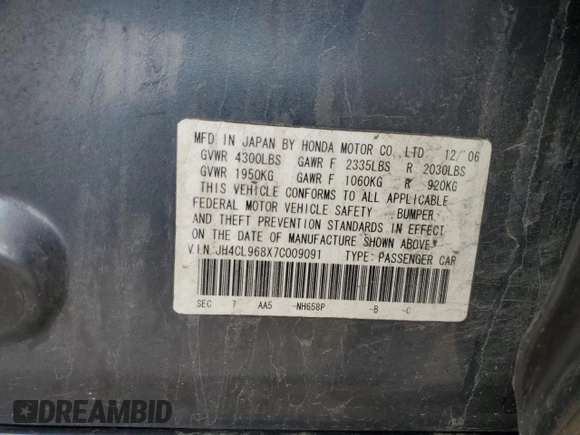 MFD. IN JAPAN BY HONDA MOTOR CO., LTD. 12/06
GVWR 4300LBS GAWR F 2335LBS R 2030LBS
GVWR 1950KG GAWR F 1060KG R 920KG
THIS VEHICLE CONFORMS TO ALL APPLICABLE
FEDERAL MOTOR VEHICLE SAFETY BUMPER,
AND THEFT PREVENTION STANDARDS IN EFFECT
ON THE DATE OF MANUFACTURE SHOWN ABOVE.
V.I.N.:JH4CL968X7C009091 TYPE: PASSENGER CAR
SEC 7 AA5 -NH658P -B -C
DREAMBID